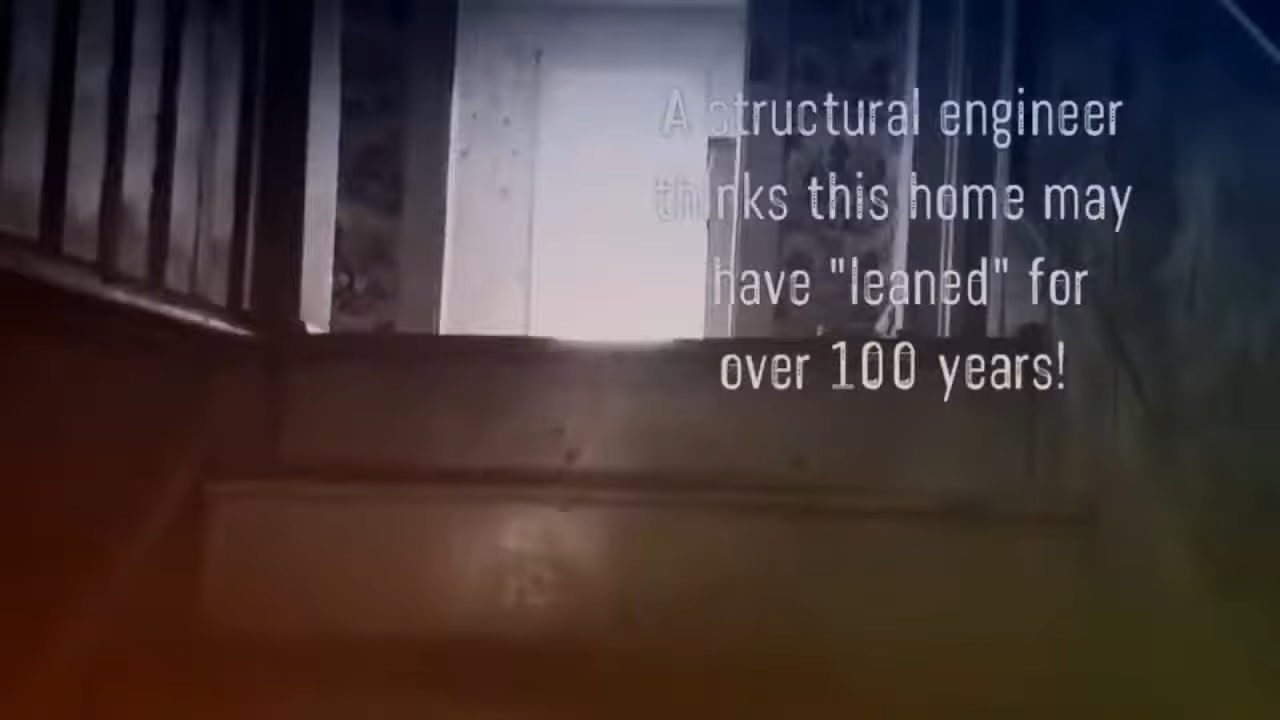 A structural engineer
thinks this home may
have "leaned" for
over 100 years!